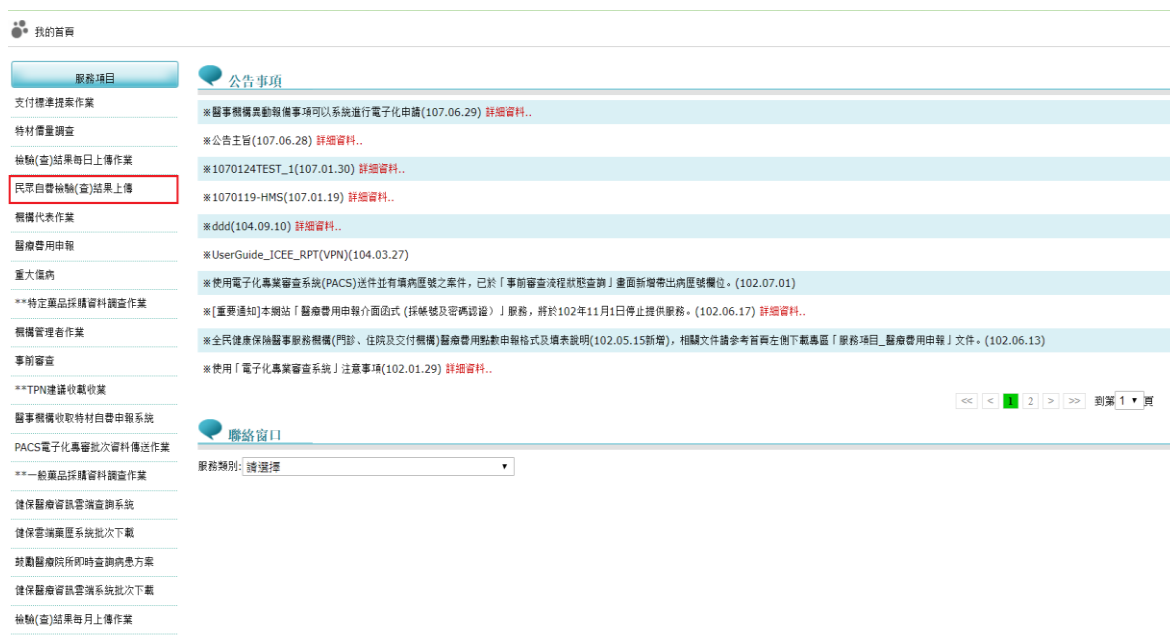 我的首頁
服務項目
支付標準提案作業
特材價量調查
檢驗(查)結果每日上傳作業
民眾自費檢驗(查)結果上傳
機構代表作業
醫療費用申報
重大傷病
**特定藥品採購資料調查作業
機構管理者作業
事前審查
**TPN建議收載收業
醫事機構收取特材自費申報系統
PACS電子化專審批次資料傳送作業
**一般藥品採購資料調查作業
健保醫療資訊雲端查詢系統
健保雲端藥歷系統批次下載
鼓勵醫療院所即時查詢病患方案
健保醫療資訊雲端系統批次下載
檢驗(查)結果每月上傳作業
公告事項
※醫事機構異動報備事項可以系統進行電子化申請(107.06.29) 詳細資料..
※公告主旨(107.06.28) 詳細資料..
※1070124TEST_1(107.01.30) 詳細資料..
※1070119-HMS(107.01.19) 詳細資料..
※ddd(104.09.10) 詳細資料..
※UserGuide_ICEE_RPT(VPN)(104.03.27)
※使用電子化專業審查系統(PACS)送件並有填病歷號之案件，已於「事前審查流程狀態查詢」畫面新增帶出病歷號欄位。(102.07.01)
※[重要通知]本網站「醫療費用申報介面函式 (採帳號及密碼認證）」服務，將於102年11月1日停止提供服務。(102.06.17) 詳細資料..
※全民健康保險醫事服務機構(門診、住院及交付機構)醫療費用點數申報格式及填表說明(102.05.15新增)，相關文件請參考首頁左側下載專區「服務項目_醫療費用申報」文件。(102.06.13)
※使用「電子化專業審查系統」注意事項(102.01.29) 詳細資料..
<< < 1 2 > >> 到第 1 頁
聯絡窗口
服務類別: 請選擇